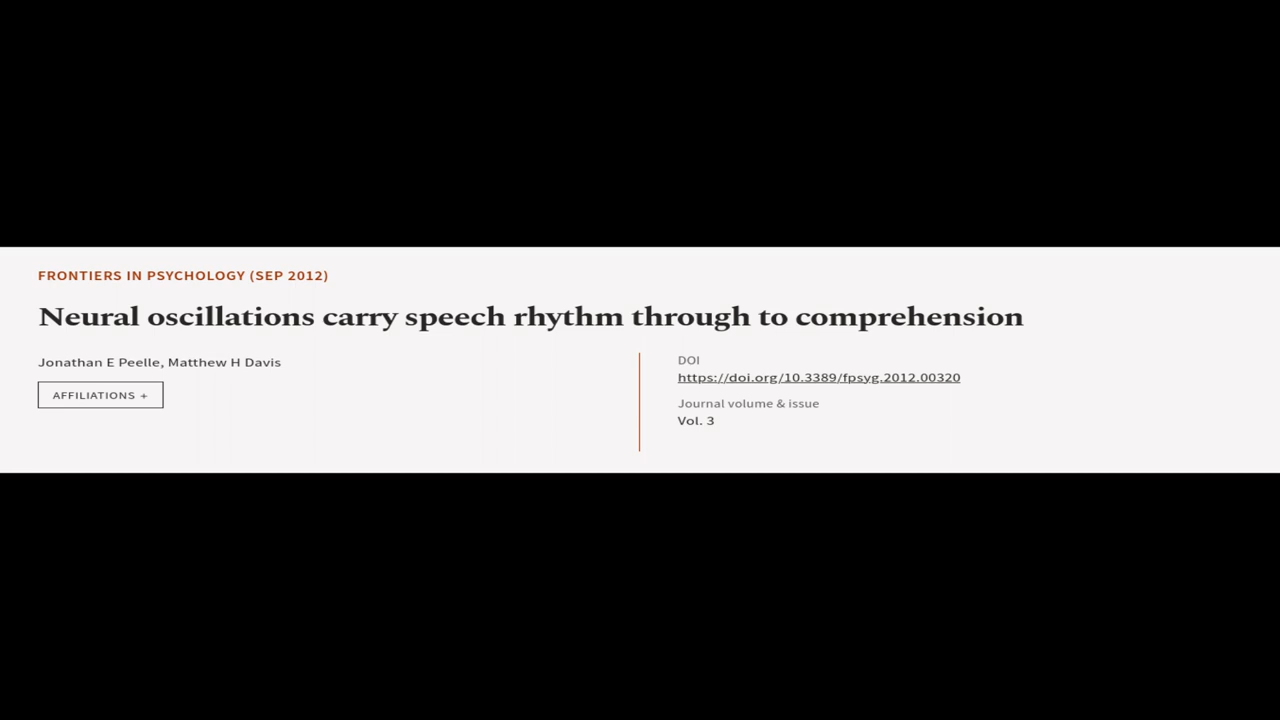 FRONTIERS IN PSYCHOLOGY (SEP 2012)
Neural oscillations carry speech rhythm through to comprehension
Jonathan E Peelle, Matthew H Davis
AFFILIATIONS +
DOI
https://doi.org/10.3389/fpsyg.2012.00320
Journal volume & issue
Vol. 3